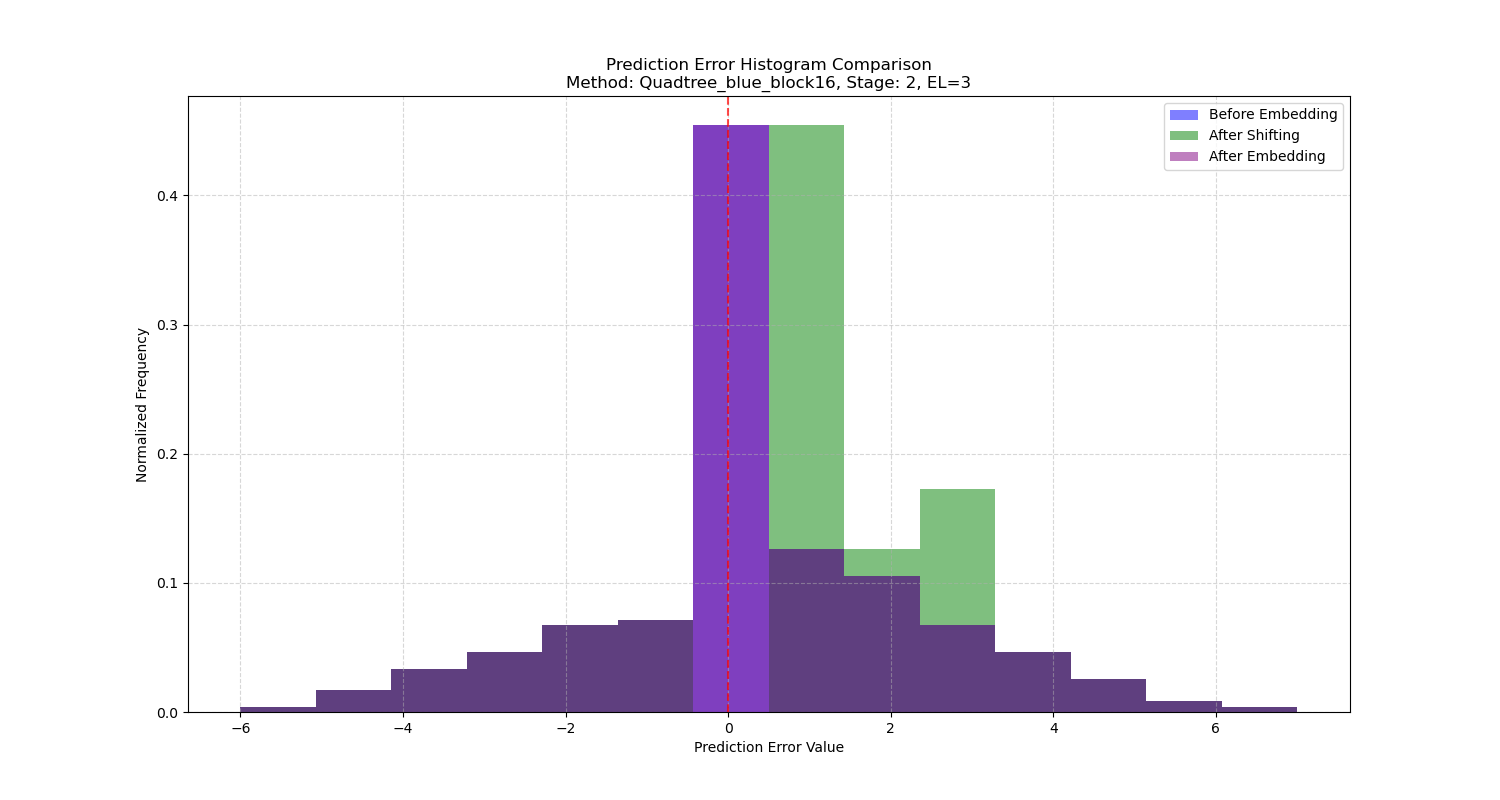 Prediction Error Histogram Comparison
Method: Quadtree_blue_block16, Stage: 2, EL=3
Before Embedding
After Shifting
After Embedding
Normalized Frequency
0.4
0.3
0.2
0.1
0.0
−6
−4
−2
0
2
4
6
Prediction Error Value